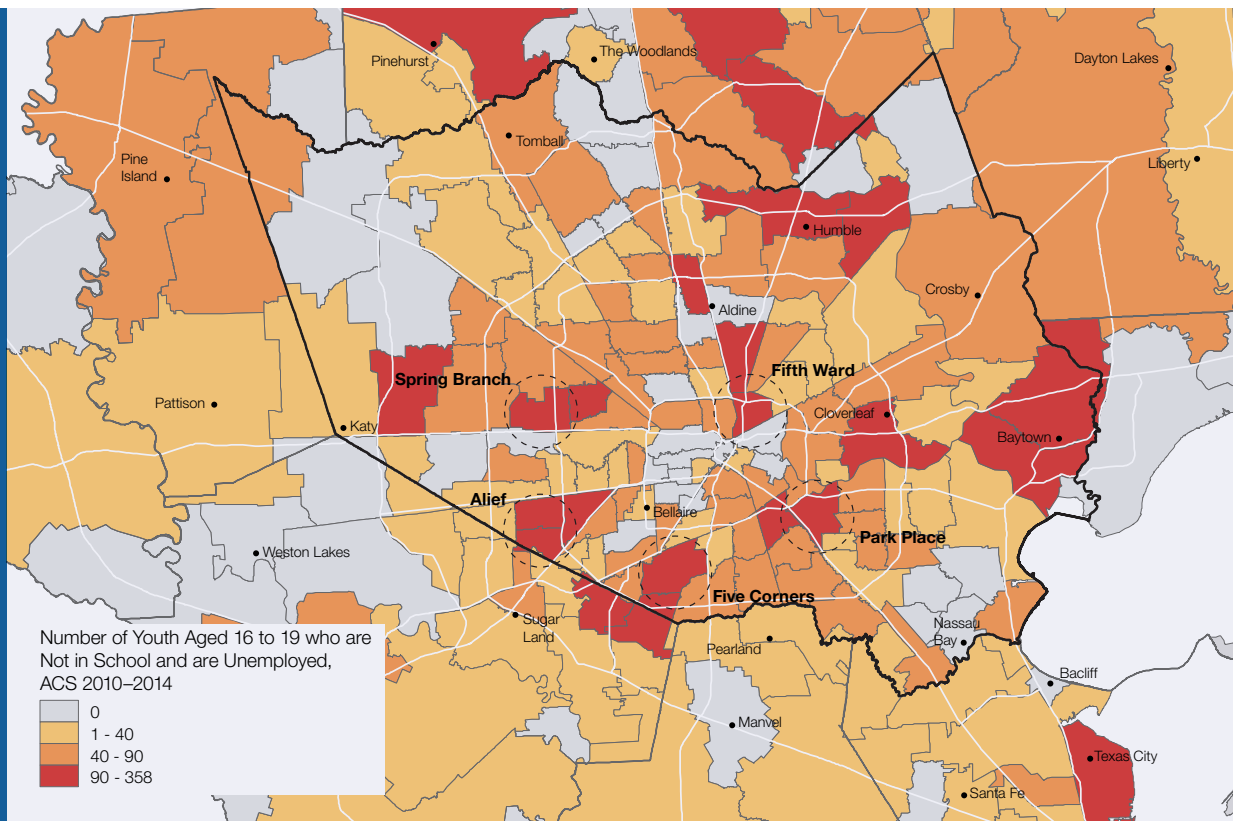 The Woodlands
Pinehurst
Dayton Lakes
Tomball
Pine
Island
Liberty
Humble
Crosby
Aldine
Spring Branch
Fifth Ward
Pattison
Cloverleaf
Katy
Baytown
Alief
Bellaire
Park Place
Weston Lakes
Five Corners
Sugar
Land
Nassau
Bay
Pearland
Bacliff
Manvel
Texas City
Santa Fe
Number of Youth Aged 16 to 19 who are
Not in School and are Unemployed,
ACS 2010–2014
0
1 - 40
40 - 90
90 - 358